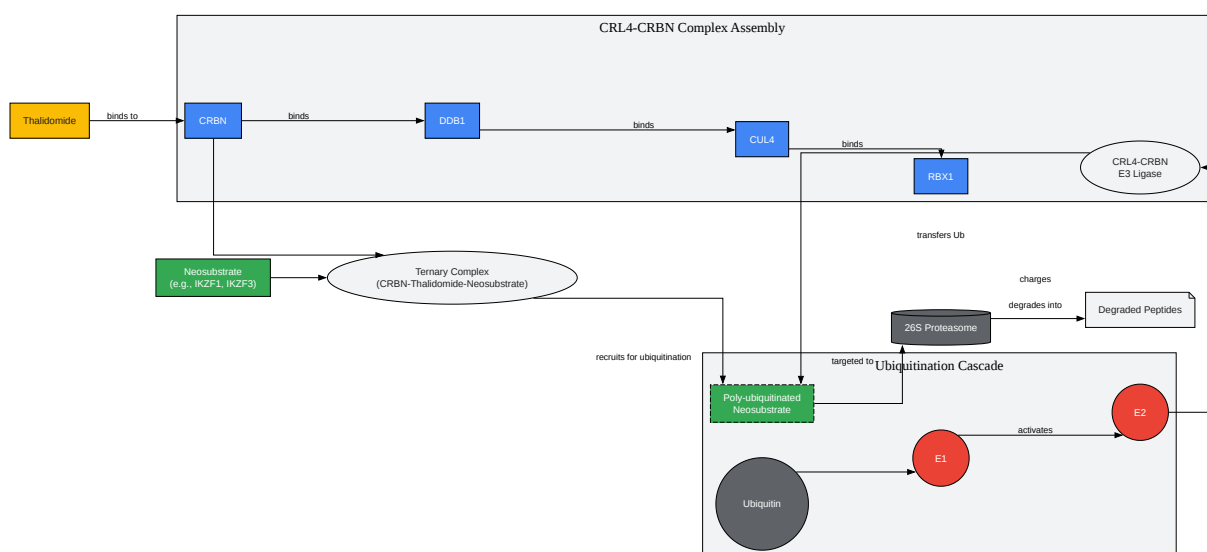 CRL4-CRBN Complex Assembly
Thalidomide
binds to
CRBN
binds
DDB1
binds
CUL4
binds
RBX1
CRL4-CRBN
E3 Ligase
transfers Ub
Neosubstrate
(e.g., IKZF1, IKZF3)
Ternary Complex
(CRBN-Thalidomide-Neosubstrate)
charges
degrades into
Degraded Peptides
26S Proteasome
recruits for ubiquitination
targeted to
Ubiquitination Cascade
Poly-ubiquitinated
Neosubstrate
E2
activates
E1
Ubiquitin